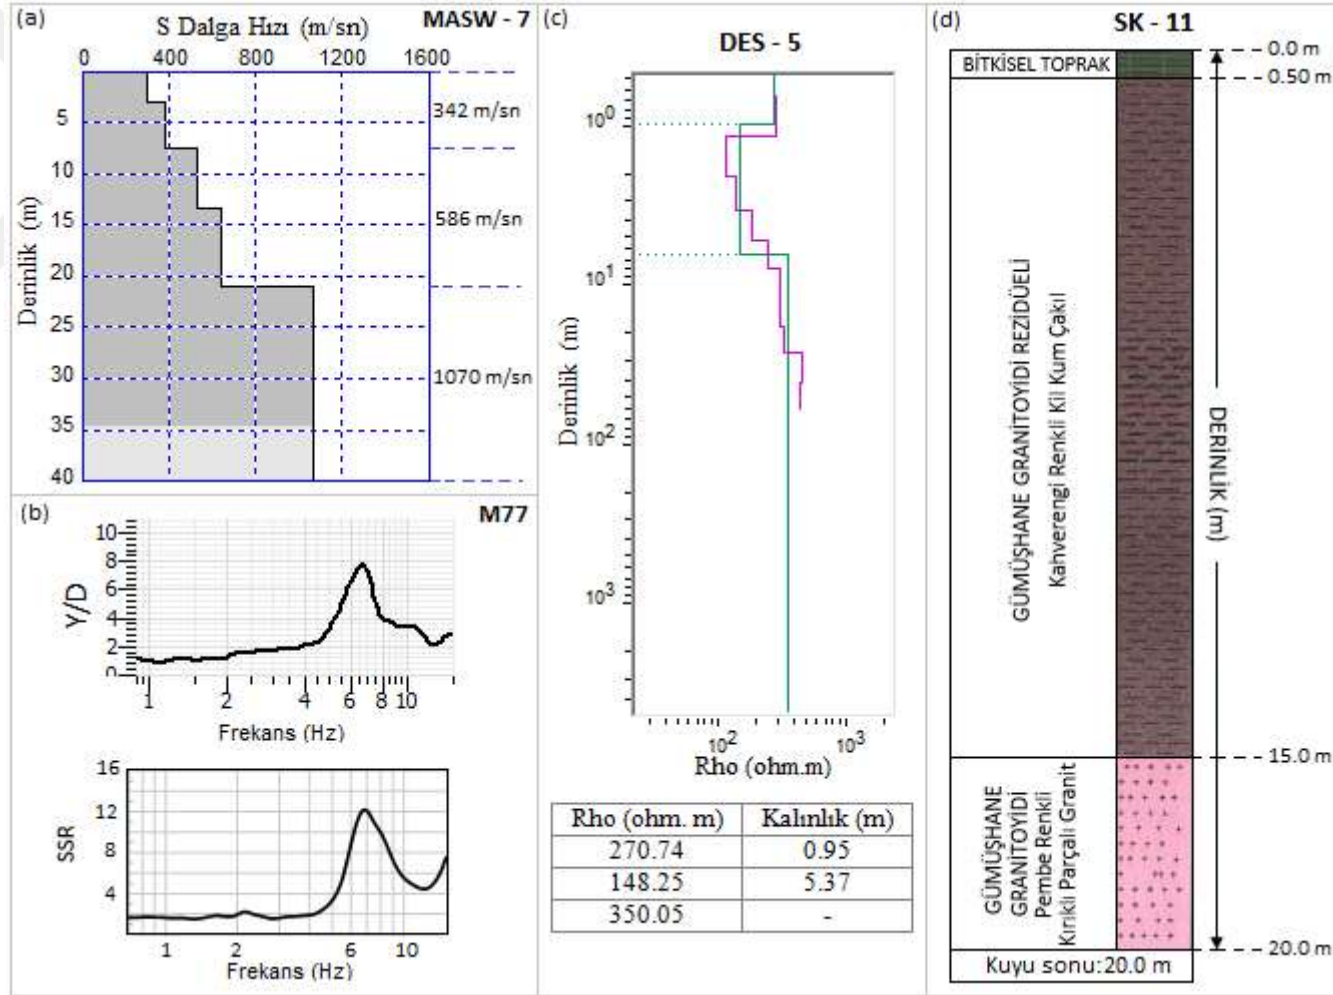 (a)
S Dalga Hızı (m/sn)
MASW - 7
0 400 800 1200 1600
Derinlik (m)
5
10
15
20
25
30
35
40
342 m/sn
586 m/sn
1070 m/sn
(b)
M77
Y/D
10
8
6
4
2
0
1 2 4 6 8 10
Frekans (Hz)
SSR
16
12
8
4
1 2 6 10
Frekans (Hz)
(c)
DES - 5
Derinlik (m)
10⁰
10¹
10²
10³
10² 10³
Rho (ohm.m)
Rho (ohm. m) Kalınlık (m)
270.74 0.95
148.25 5.37
350.05 -
(d)
SK - 11
BİTKİSEL TOPRAK
0.0 m
0.50 m
GÜMÜŞHANE GRANİTOYİDİ REZİDÜELİ
Kahverengi Renkli Kil Kum Çakıl
DERİNLİK (m)
15.0 m
GÜMÜŞHANE
GRANİTOYİDİ
Pembe Renkli
Kırıklı Parçalı Granit
20.0 m
Kuyu sonu:20.0 m